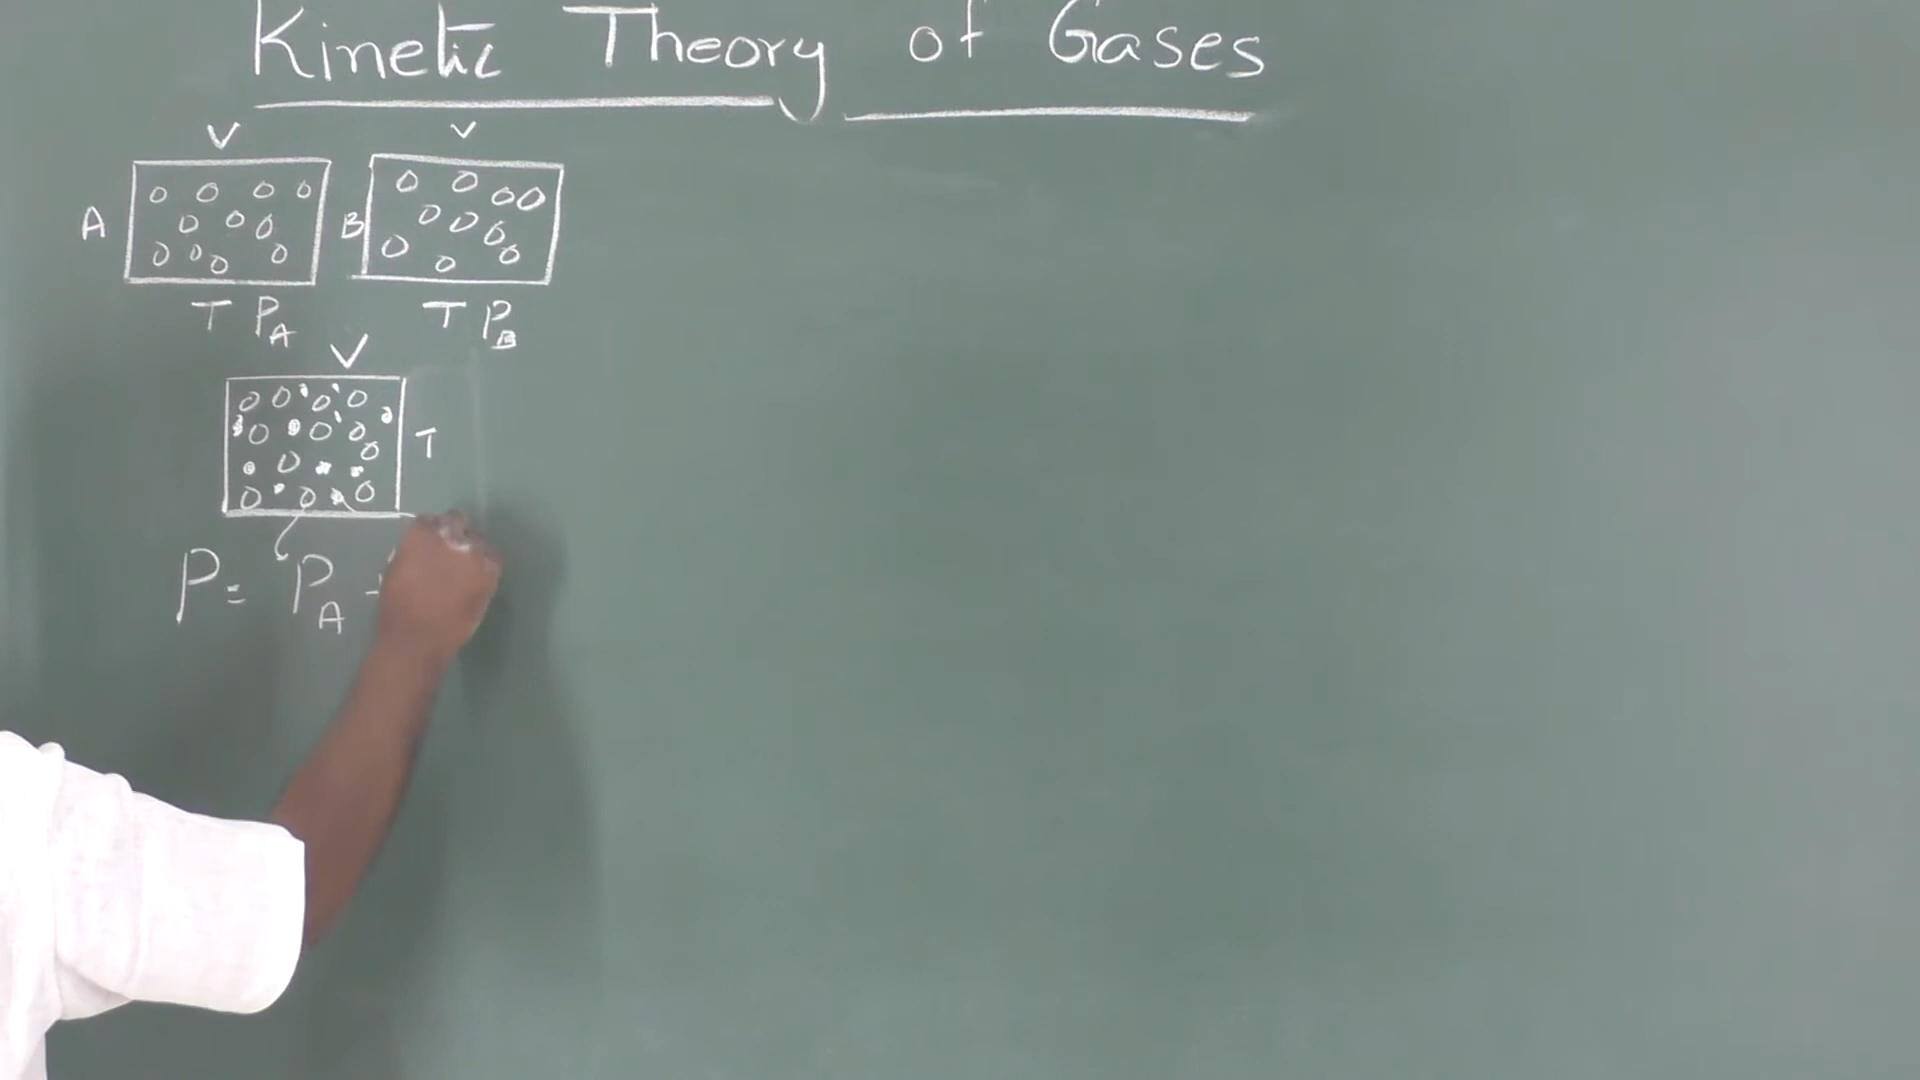 Kinetic Theory of Gases
V V
A B
T P_A T P_B
V
T
P = P_A +